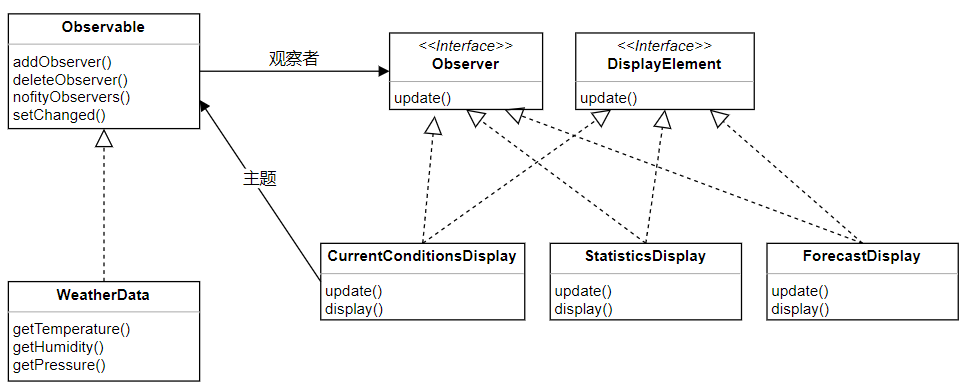 Observable
addObserver()
deleteObserver()
nofityObservers()
setChanged()
观察者
<<Interface>>
Observer
update()
<<Interface>>
DisplayElement
update()
主题
WeatherData
getTemperature()
getHumidity()
getPressure()
CurrentConditionsDisplay
update()
display()
StatisticsDisplay
update()
display()
ForecastDisplay
update()
display()